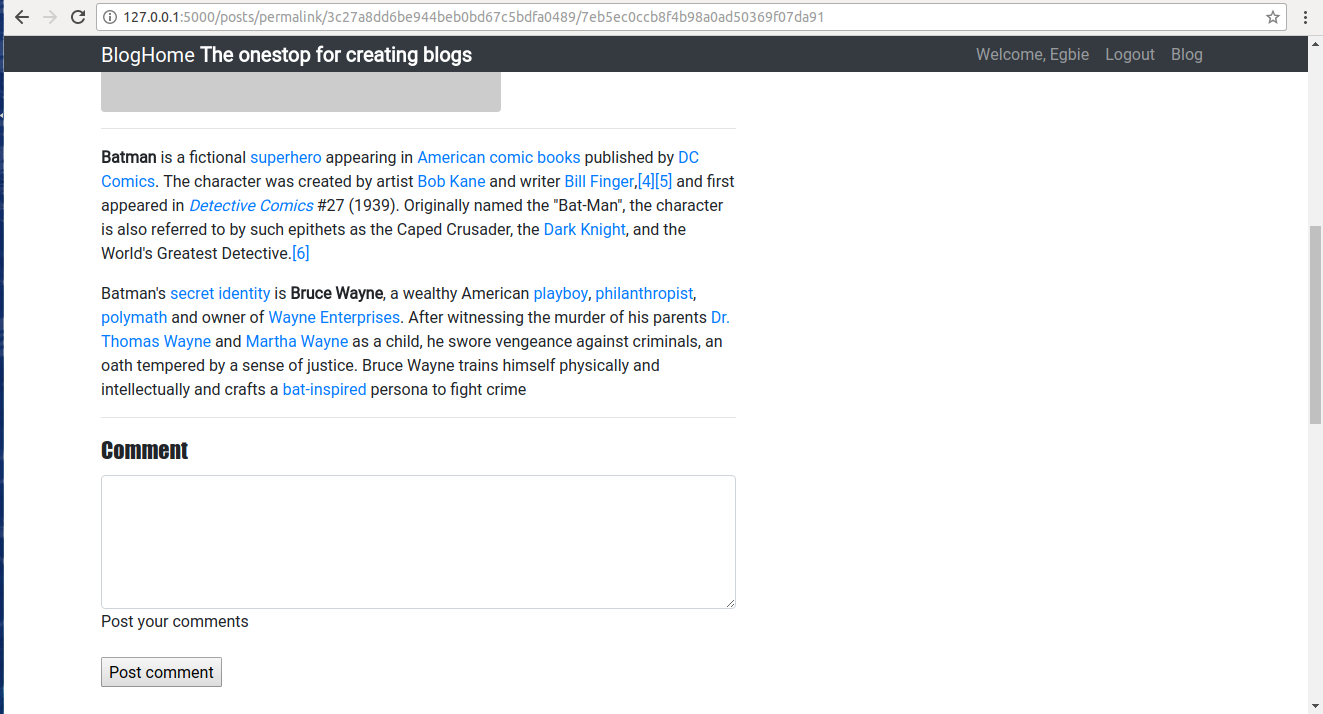 127.0.0.1:5000/posts/permalink/3c27a8dd6be944beb0bd67c5bdfa0489/7eb5ec0ccb8f4b98a0ad50369f07da91
BlogHome The onestop for creating blogs Welcome, Egbie Logout Blog
Batman is a fictional superhero appearing in American comic books published by DC
Comics. The character was created by artist Bob Kane and writer Bill Finger,[4][5] and first
appeared in Detective Comics #27 (1939). Originally named the "Bat-Man", the character
is also referred to by such epithets as the Caped Crusader, the Dark Knight, and the
World's Greatest Detective.[6]
Batman's secret identity is Bruce Wayne, a wealthy American playboy, philanthropist,
polymath and owner of Wayne Enterprises. After witnessing the murder of his parents Dr.
Thomas Wayne and Martha Wayne as a child, he swore vengeance against criminals, an
oath tempered by a sense of justice. Bruce Wayne trains himself physically and
intellectually and crafts a bat-inspired persona to fight crime
Comment
Post your comments
Post comment